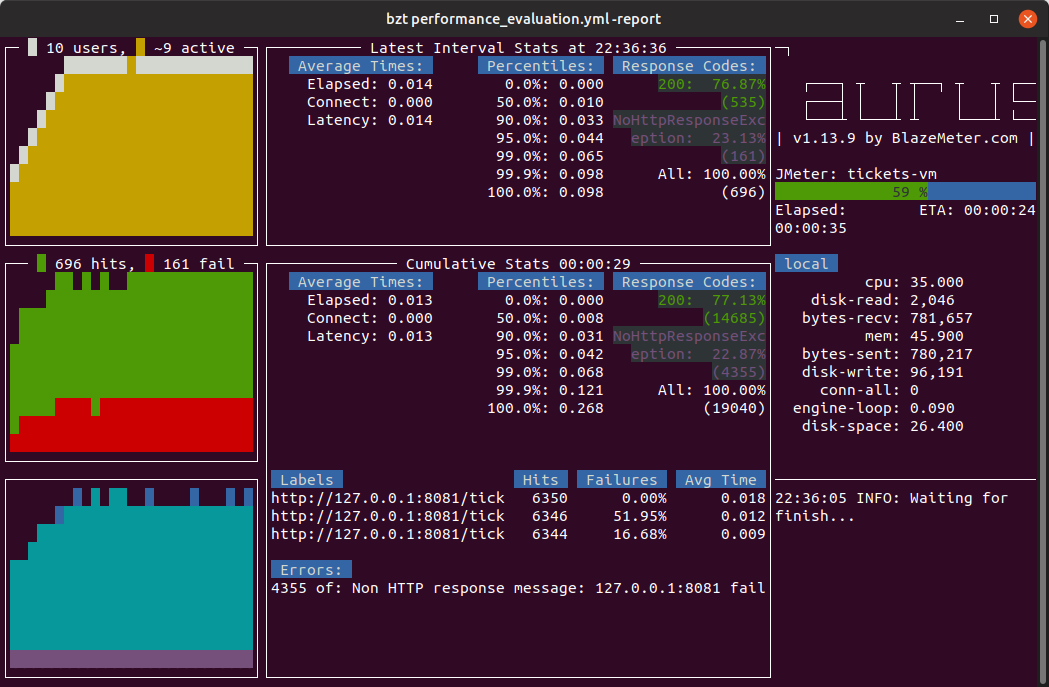 bzt performance_evaluation.yml -report
10 users, ~9 active
Latest Interval Stats at 22:36:36
Average Times:
Elapsed: 0.014
Connect: 0.000
Latency: 0.014
Percentiles:
0.0%: 0.000
50.0%: 0.010
90.0%: 0.033
95.0%: 0.044
99.0%: 0.065
99.9%: 0.098
100.0%: 0.098
Response Codes:
200: 76.87%
(535)
NoHttpResponseExc
eption: 23.13%
(161)
All: 100.00%
(696)
696 hits, 161 fail
Cumulative Stats 00:00:29
Average Times:
Elapsed: 0.013
Connect: 0.000
Latency: 0.013
Percentiles:
0.0%: 0.000
50.0%: 0.008
90.0%: 0.031
95.0%: 0.042
99.0%: 0.068
99.9%: 0.121
100.0%: 0.268
Response Codes:
200: 77.13%
(14685)
NoHttpResponseExc
eption: 22.87%
(4355)
All: 100.00%
(19040)
Labels Hits Failures Avg Time
http://127.0.0.1:8081/tick 6350 0.00% 0.018
http://127.0.0.1:8081/tick 6346 51.95% 0.012
http://127.0.0.1:8081/tick 6344 16.68% 0.009
Errors:
4355 of: Non HTTP response message: 127.0.0.1:8081 fail
| v1.13.9 by BlazeMeter.com |
JMeter: tickets-vm
59 %
Elapsed: ETA: 00:00:24
00:00:35
local
cpu: 35.000
disk-read: 2,046
bytes-recv: 781,657
mem: 45.900
bytes-sent: 780,217
disk-write: 96,191
conn-all: 0
engine-loop: 0.090
disk-space: 26.400
22:36:05 INFO: Waiting for
finish...